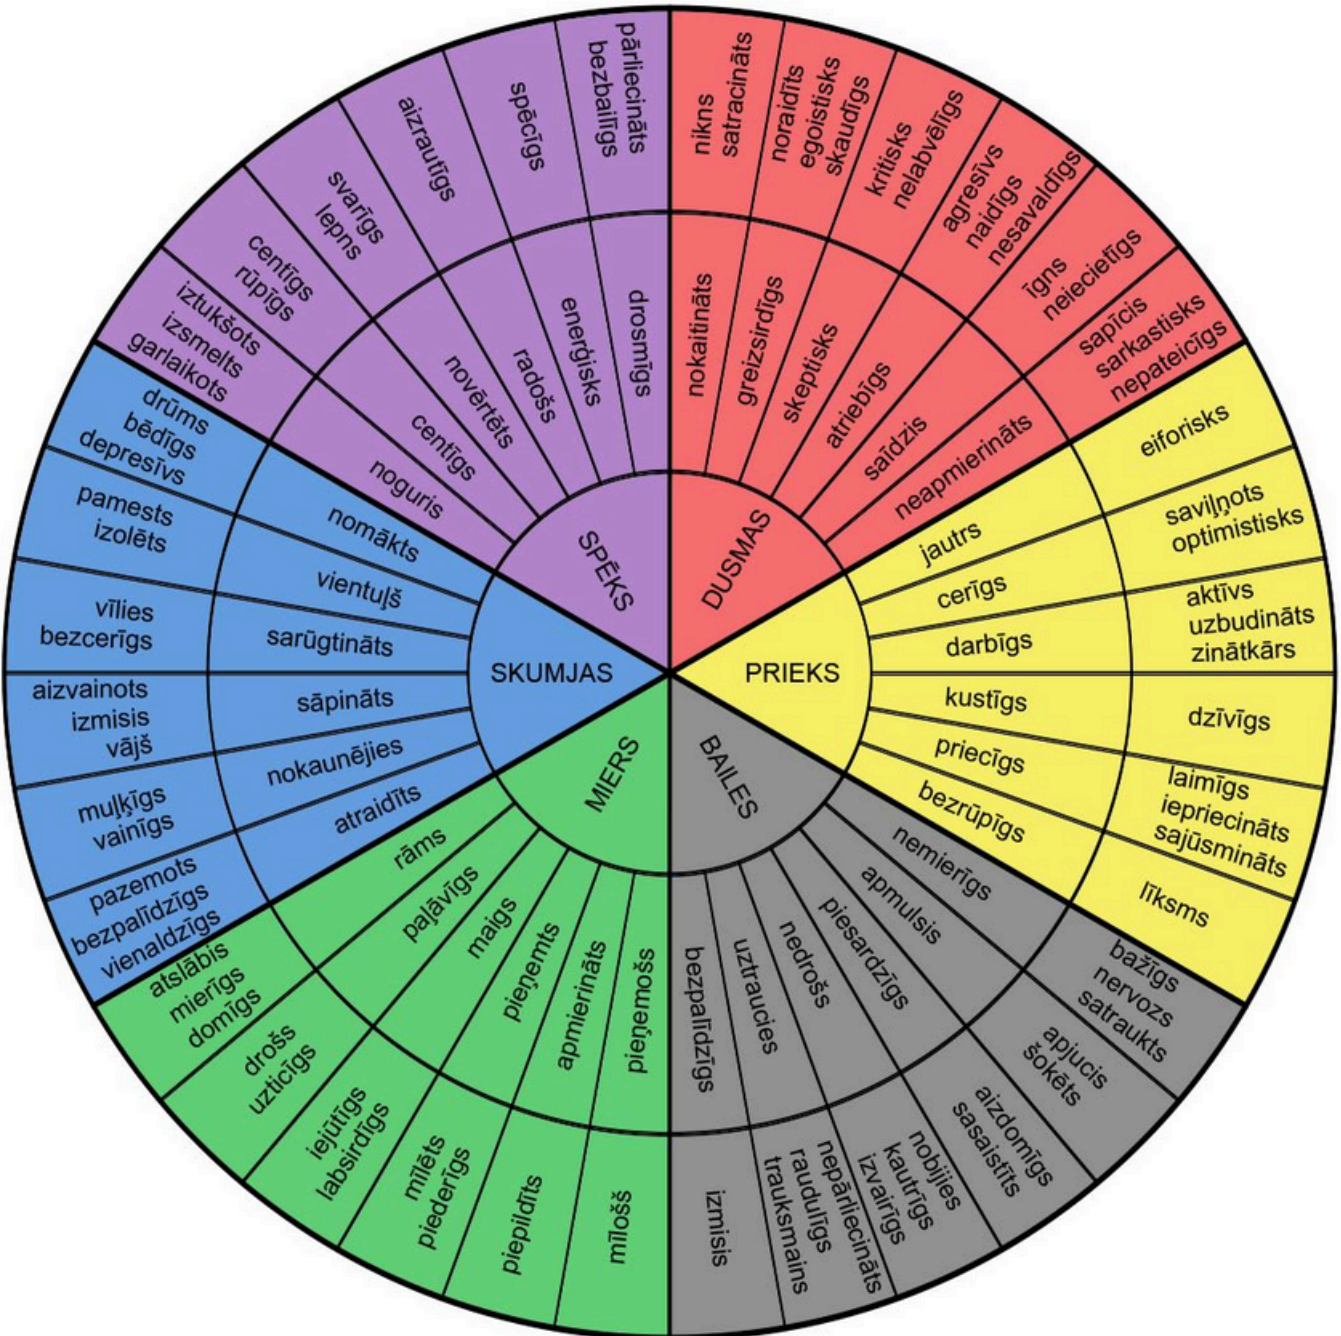 SPĒKS
DUSMAS
PRIEKS
BAILES
MIERS
SKUMJAS
nokaitināts
greizsirdīgs
skeptisks
atriebīgs
saīdzis
neapmierināts
nikns
satracināts
noraidīts
egoistisks
skaudīgs
kritisks
nelabvēlīgs
agresīvs
naidīgs
nesavaldīgs
īgns
neiecietīgs
sapīcis
sarkastisks
nepateicīgs
jautrs
cerīgs
darbīgs
kustīgs
priecīgs
bezrūpīgs
eiforisks
saviļņots
optimistisks
aktīvs
uzbudināts
zinātkārs
dzīvīgs
laimīgs
iepriecināts
sajūsmināts
līksms
nemierīgs
apmulsis
piesardzīgs
nedrošs
uztraucies
bezpalīdzīgs
bažīgs
nervozs
satraukts
apjucis
šokēts
aizdomīgs
sasaistīts
nobijies
kautrīgs
izvairīgs
nepārliecināts
raudulīgs
trauksmains
izmisis
pieņemošs
apmierināts
pieņemts
maigs
paļāvīgs
rāms
mīlošš
piepildīts
mīlēts
piederīgs
iejūtīgs
labsirdīgs
drošs
uzticīgs
atslābis
mierīgs
domīgs
atraidīts
nokaunējies
sāpināts
sarūgtināts
vientuļš
nomākts
pazemots
bezpalīdzīgs
vienaldzīgs
muļķīgs
vainīgs
aizvainots
izmisis
vājš
vīlies
bezcerīgs
pamests
izolēts
drūms
bēdīgs
depresīvs
noguris
centīgs
novērtēts
radošs
enerģisks
drosmīgs
iztukšots
izsmelts
garlaikots
centīgs
rūpīgs
svarīgs
lepns
aizrautīgs
spēcīgs
pārliecināts
bezbailīgs